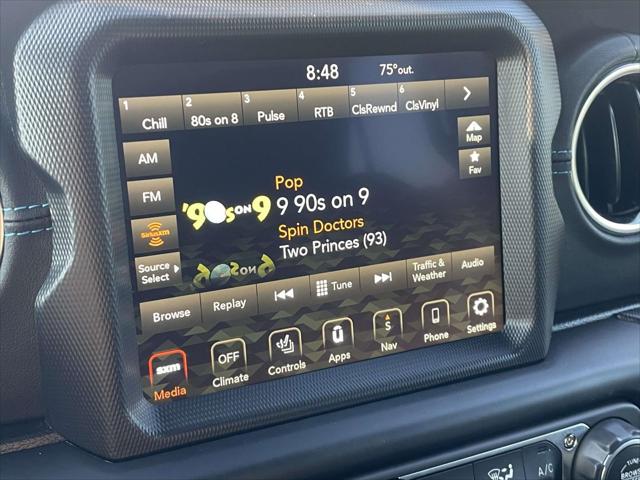 8:48 75°out.
1 Chill 2 80s on 8 3 Pulse 4 RTB 5 ClsRewnd 6 ClsVinyl
AM
Map
FM
Fav
SiriusXM
Source Select
'90s on 9
Pop
9 90s on 9
Spin Doctors
Two Princes (93)
Browse Replay Tune Traffic & Weather Audio
sxm OFF ū S
Media Climate Controls Apps Nav Phone Settings
A/C
TUNE
BROWSE